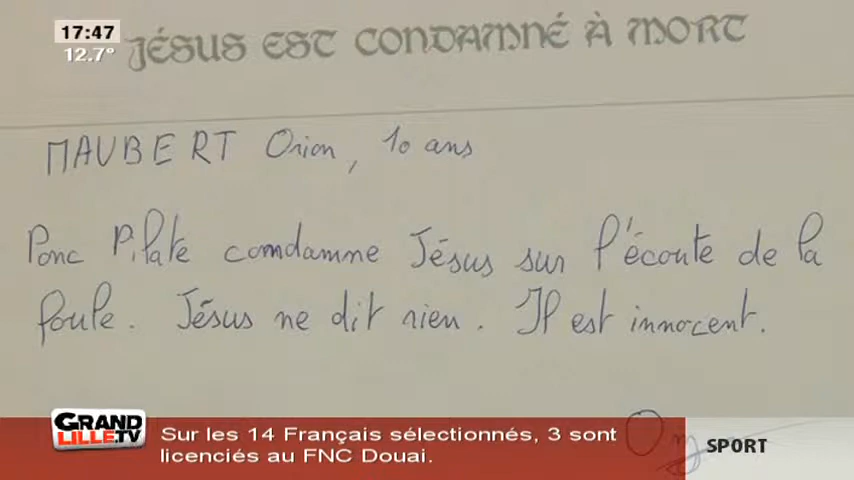 17:47
12.7°
JÉSUS EST CONDAMNÉ À MORT
MAUBERT Orion, 10 ans
Ponc Pilate comdamne Jésus sur l'écoute de la
foule. Jésus ne dit rien. Il est innocent.
GRAND
LILLE.TV
Sur les 14 Français sélectionnés, 3 sont
licenciés au FNC Douai.
SPORT